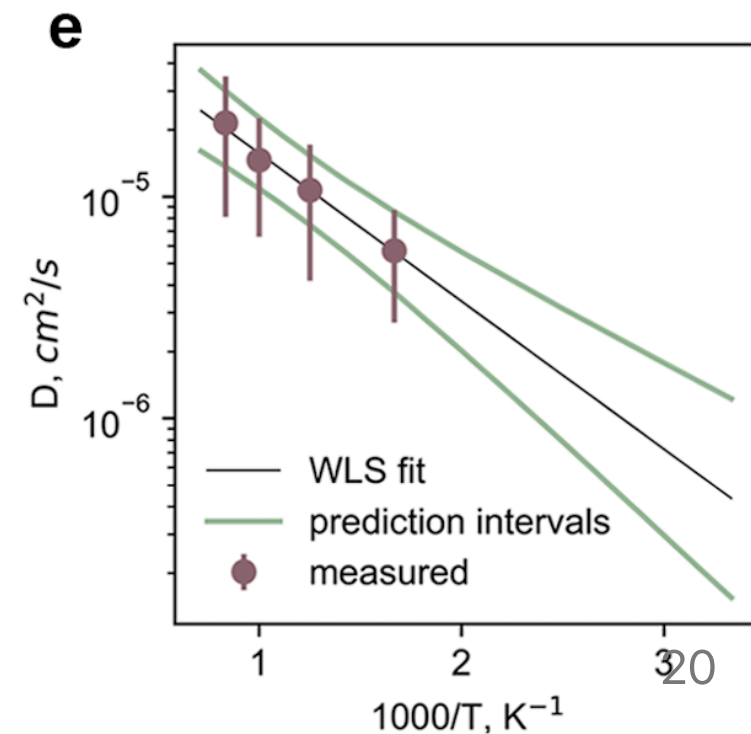 e
10⁻⁵
10⁻⁶
D, cm²/s
WLS fit
prediction intervals
measured
1 2 3
20
1000/T, K⁻¹